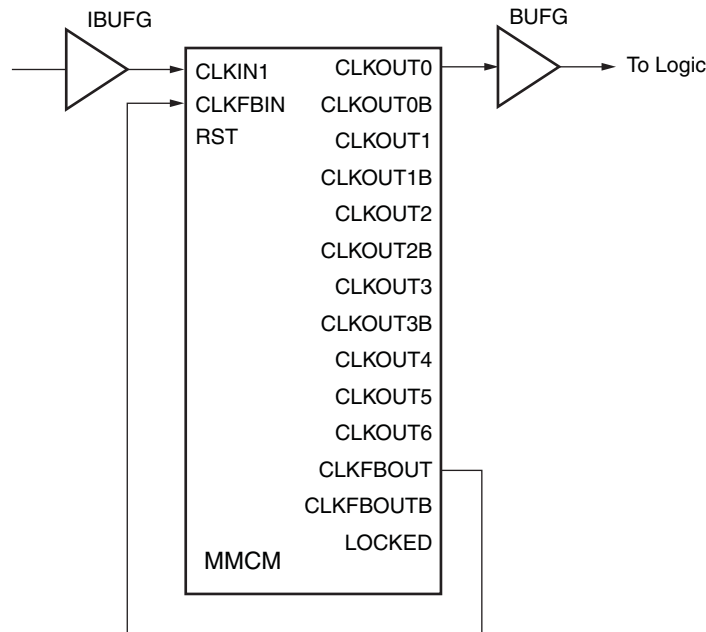 IBUFG
BUFG
CLKIN1
CLKFBIN
RST
CLKOUT0
CLKOUT0B
CLKOUT1
CLKOUT1B
CLKOUT2
CLKOUT2B
CLKOUT3
CLKOUT3B
CLKOUT4
CLKOUT5
CLKOUT6
CLKFBOUT
CLKFBOUTB
LOCKED
MMCM
To Logic